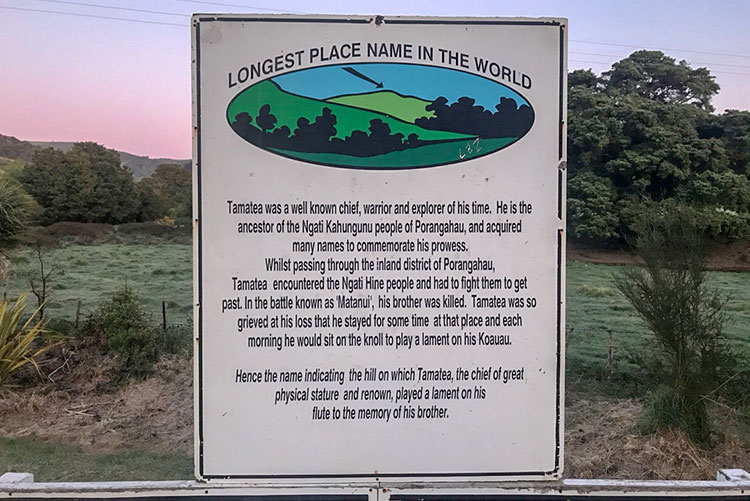 LONGEST PLACE NAME IN THE WORLD
Tamatea was a well known chief, warrior and explorer of his time. He is the
ancestor of the Ngati Kahungunu people of Porangahau, and acquired
many names to commemorate his prowess.
Whilst passing through the inland district of Porangahau,
Tamatea encountered the Ngati Hine people and had to fight them to get
past. In the battle known as 'Matanui', his brother was killed. Tamatea was so
grieved at his loss that he stayed for some time at that place and each
morning he would sit on the knoll to play a lament on his Koauau.
Hence the name indicating the hill on which Tamatea, the chief of great
physical stature and renown, played a lament on his
flute to the memory of his brother.